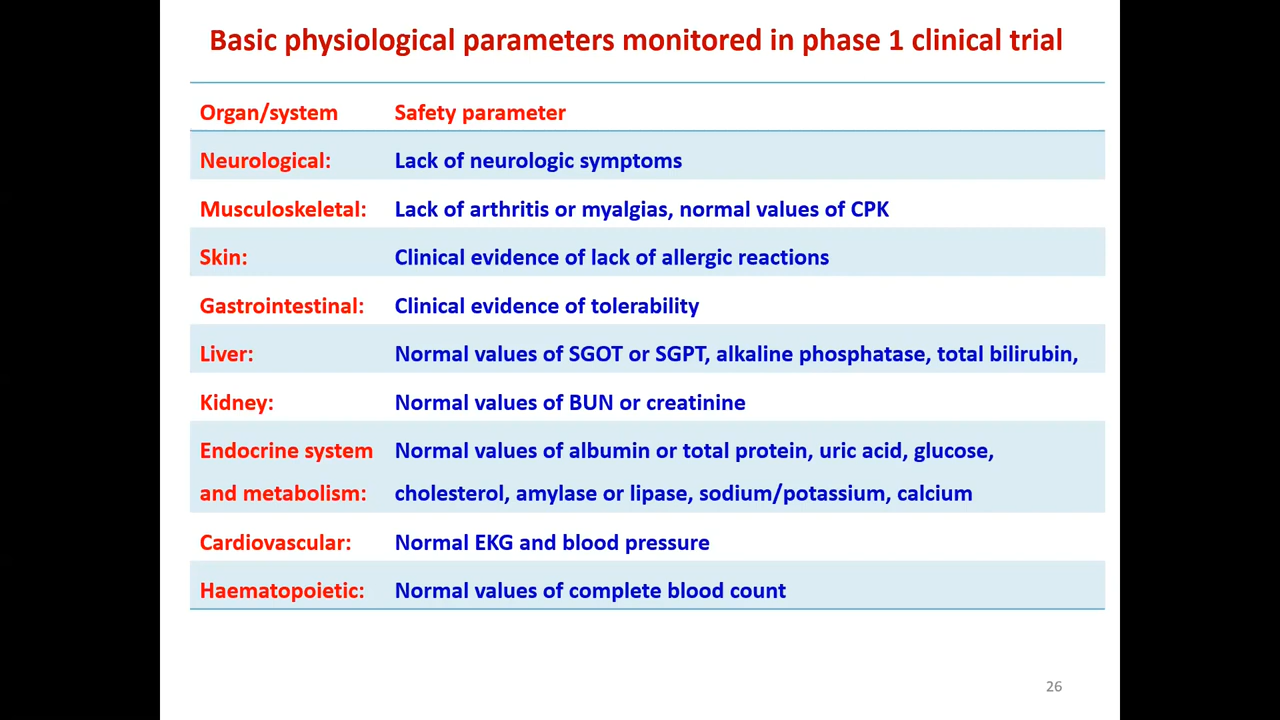 Basic physiological parameters monitored in phase 1 clinical trial
Organ/system Safety parameter
Neurological: Lack of neurologic symptoms
Musculoskeletal: Lack of arthritis or myalgias, normal values of CPK
Skin: Clinical evidence of lack of allergic reactions
Gastrointestinal: Clinical evidence of tolerability
Liver: Normal values of SGOT or SGPT, alkaline phosphatase, total bilirubin,
Kidney: Normal values of BUN or creatinine
Endocrine system Normal values of albumin or total protein, uric acid, glucose,
and metabolism: cholesterol, amylase or lipase, sodium/potassium, calcium
Cardiovascular: Normal EKG and blood pressure
Haematopoietic: Normal values of complete blood count
26